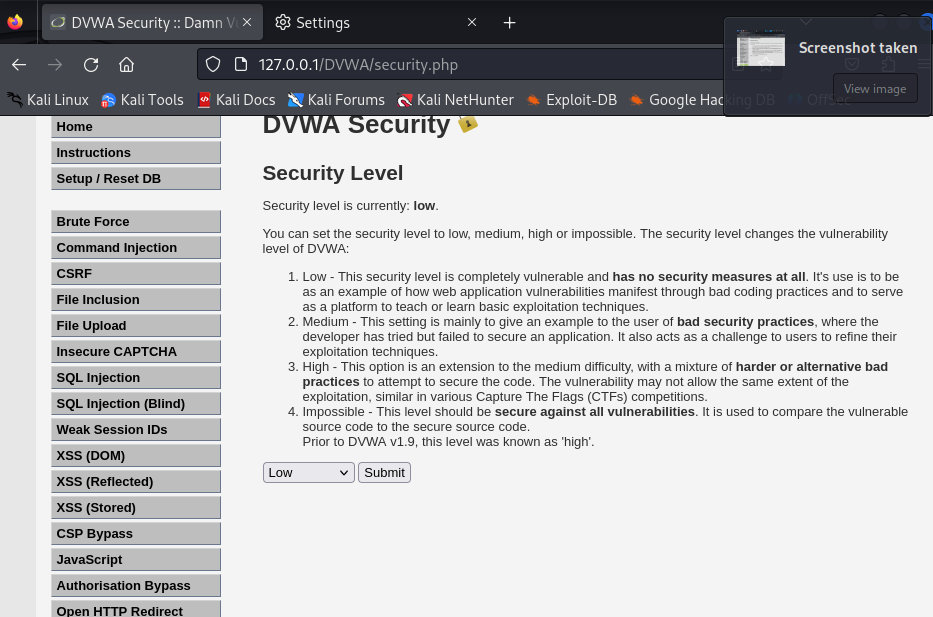 DVWA Security :: Damn V
Settings
Screenshot taken
127.0.0.1/DVWA/security.php
View image
Kali Linux
Kali Tools
Kali Docs
Kali Forums
Kali NetHunter
Exploit-DB
Google Hacking DB
OffSec
Home
Instructions
Setup / Reset DB
Brute Force
Command Injection
CSRF
File Inclusion
File Upload
Insecure CAPTCHA
SQL Injection
SQL Injection (Blind)
Weak Session IDs
XSS (DOM)
XSS (Reflected)
XSS (Stored)
CSP Bypass
JavaScript
Authorisation Bypass
Open HTTP Redirect
DVWA Security
Security Level
Security level is currently: low.
You can set the security level to low, medium, high or impossible. The security level changes the vulnerability
level of DVWA:
1. Low - This security level is completely vulnerable and has no security measures at all. It's use is to be
as an example of how web application vulnerabilities manifest through bad coding practices and to serve
as a platform to teach or learn basic exploitation techniques.
2. Medium - This setting is mainly to give an example to the user of bad security practices, where the
developer has tried but failed to secure an application. It also acts as a challenge to users to refine their
exploitation techniques.
3. High - This option is an extension to the medium difficulty, with a mixture of harder or alternative bad
practices to attempt to secure the code. The vulnerability may not allow the same extent of the
exploitation, similar in various Capture The Flags (CTFs) competitions.
4. Impossible - This level should be secure against all vulnerabilities. It is used to compare the vulnerable
source code to the secure source code.
Prior to DVWA v1.9, this level was known as 'high'.
Low
Submit